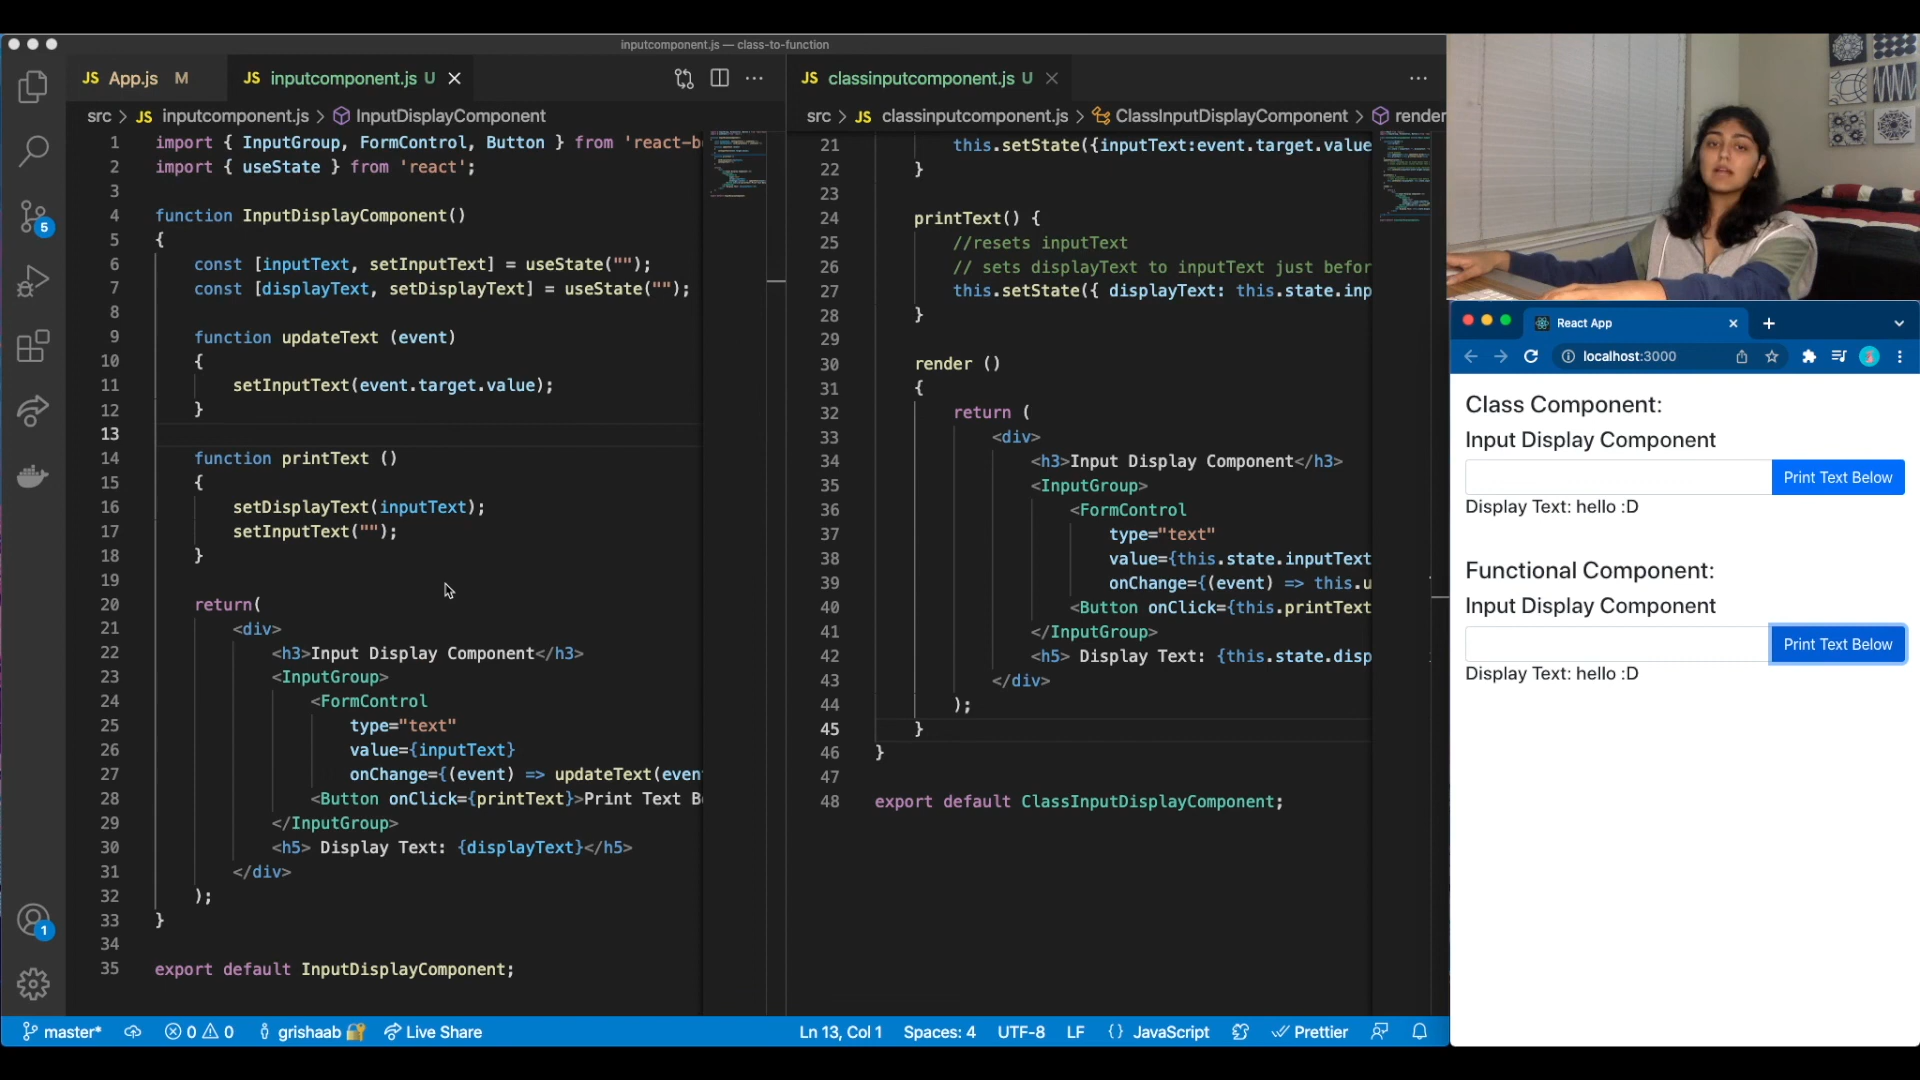 inputcomponent.js — class-to-function
JS App.js M
JS inputcomponent.js U
src > JS inputcomponent.js > InputDisplayComponent
1 import { InputGroup, FormControl, Button } from 'react-b
2 import { useState } from 'react';
3
4 function InputDisplayComponent()
5 {
6 const [inputText, setInputText] = useState("");
7 const [displayText, setDisplayText] = useState("");
8
9 function updateText (event)
10 {
11 setInputText(event.target.value);
12 }
13
14 function printText ()
15 {
16 setDisplayText(inputText);
17 setInputText("");
18 }
19
20 return(
21 <div>
22 <h3>Input Display Component</h3>
23 <InputGroup>
24 <FormControl
25 type="text"
26 value={inputText}
27 onChange={(event) => updateText(even
28 <Button onClick={printText}>Print Text B
29 </InputGroup>
30 <h5> Display Text: {displayText}</h5>
31 </div>
32 );
33 }
34
35 export default InputDisplayComponent;
JS classinputcomponent.js U
src > JS classinputcomponent.js > ClassInputDisplayComponent > render
21 this.setState({inputText:event.target.value
22 }
23
24 printText() {
25 //resets inputText
26 // sets displayText to inputText just befor
27 this.setState({ displayText: this.state.inp
28 }
29
30 render ()
31 {
32 return (
33 <div>
34 <h3>Input Display Component</h3>
35 <InputGroup>
36 <FormControl
37 type="text"
38 value={this.state.inputText
39 onChange={(event) => this.u
40 <Button onClick={this.printText
41 </InputGroup>
42 <h5> Display Text: {this.state.disp
43 </div>
44 );
45 }
46 }
47
48 export default ClassInputDisplayComponent;
5
1
master* 0 0 grishaab Live Share
Ln 13, Col 1 Spaces: 4 UTF-8 LF {} JavaScript Prettier
React App
localhost:3000
Class Component:
Input Display Component
Print Text Below
Display Text: hello :D
Functional Component:
Input Display Component
Print Text Below
Display Text: hello :D